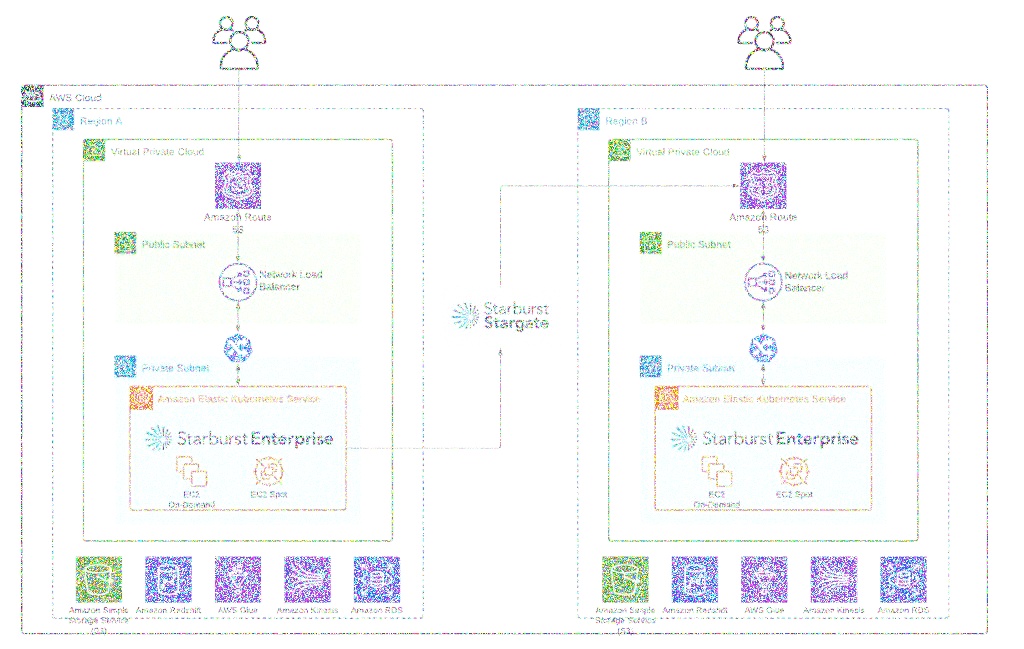 AWS Cloud
Region A
Virtual Private Cloud
Amazon Route
53
Public Subnet
Network Load
Balancer
Private Subnet
Amazon Elastic Kubernetes Service
Starburst Enterprise
EC2
On-Demand
EC2 Spot
Amazon Simple
Storage Service
(S3)
Amazon Redshift
AWS Glue
Amazon Kinesis
Amazon RDS
Starburst
Stargate
Region B
Virtual Private Cloud
Amazon Route
53
Public Subnet
Network Load
Balancer
Private Subnet
Amazon Elastic Kubernetes Service
Starburst Enterprise
EC2
On-Demand
EC2 Spot
Amazon Simple
Storage Service
(S3)
Amazon Redshift
AWS Glue
Amazon Kinesis
Amazon RDS